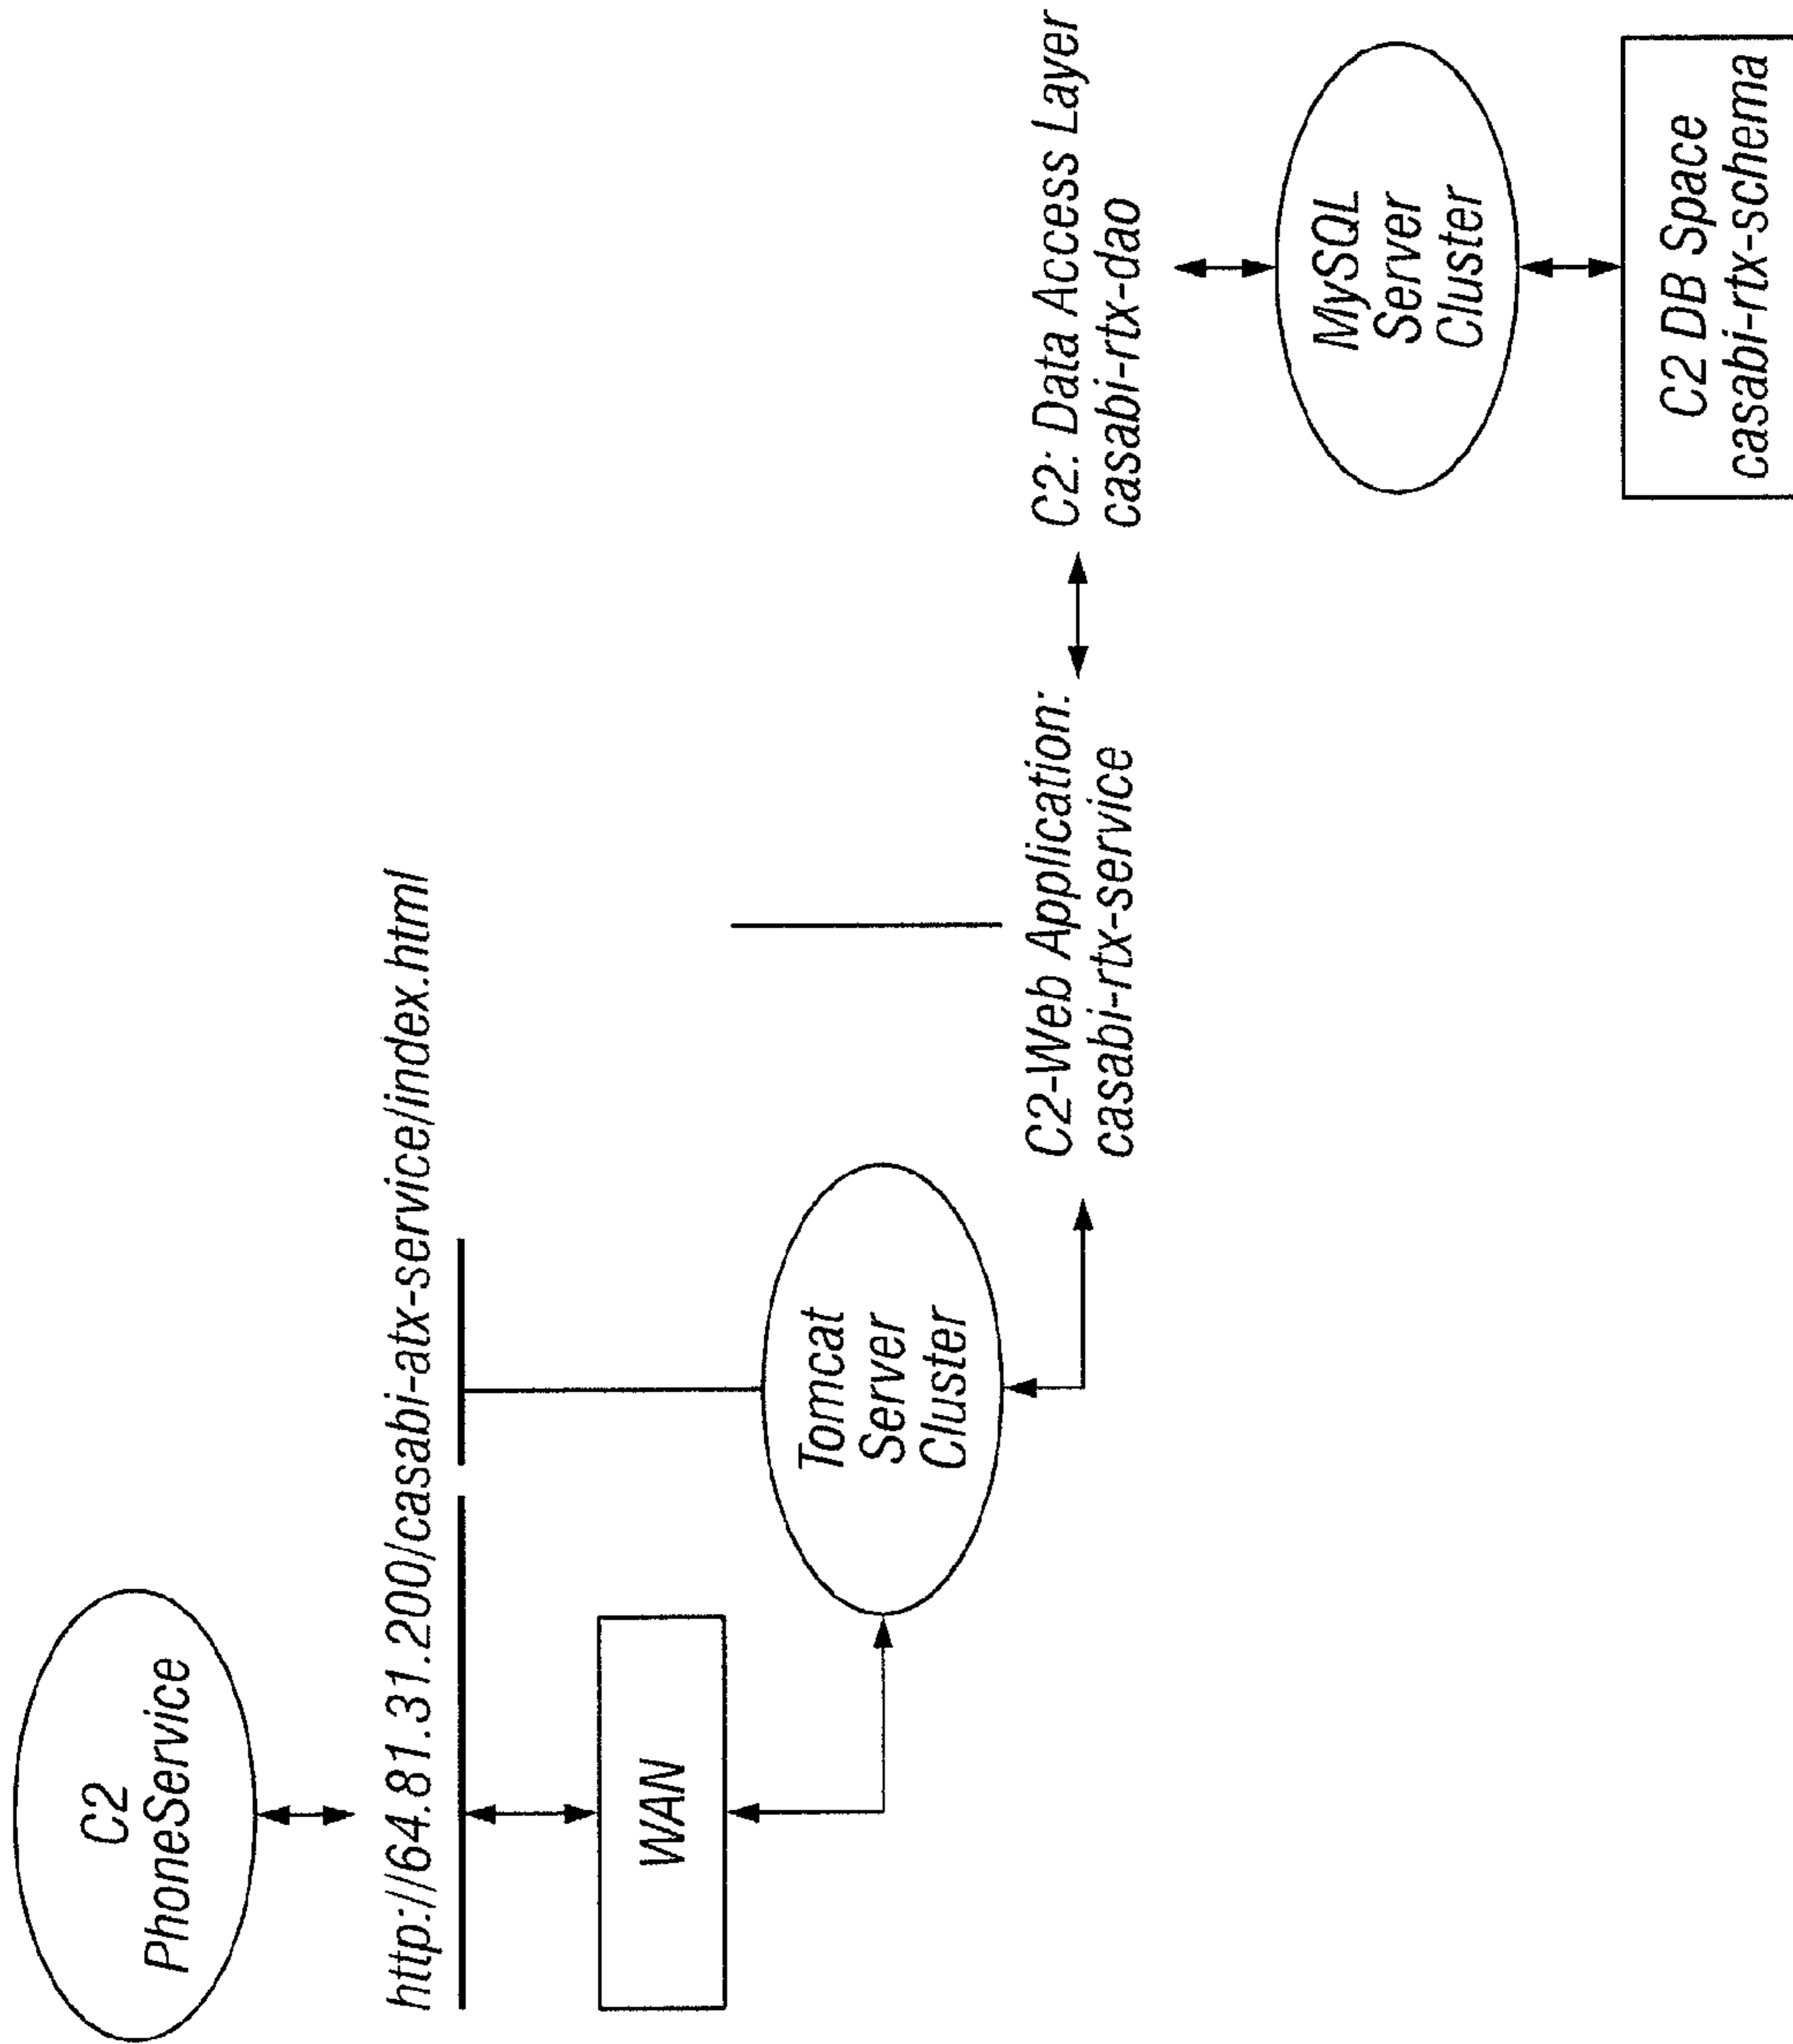 C2
PhoneService
http://64.81.31.200/casabi-atx-service/index.html
WAN
Tomcat
Server
Cluster
C2-Web Application:
casabi-rtx-service
C2: Data Access Layer
casabi-rtx-dao
MySQL
Server
Cluster
C2 DB Space
casabi-rtx-schema